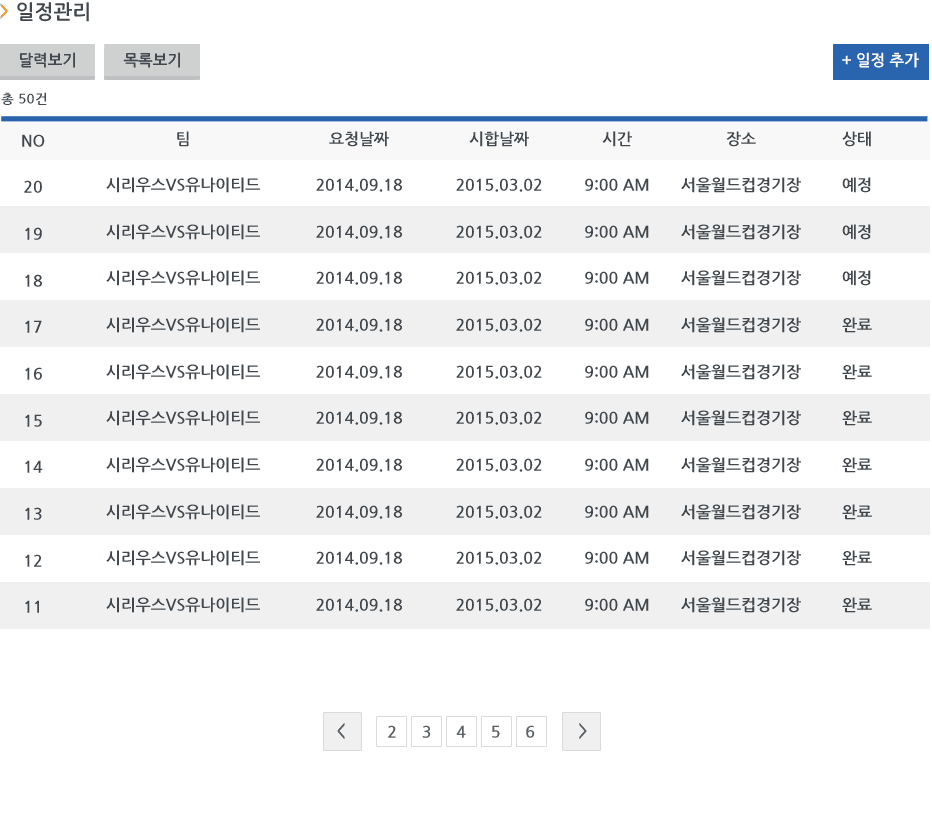 일정관리
달력보기 목록보기 + 일정 추가
총 50건
NO 팀 요청날짜 시합날짜 시간 장소 상태
20 시리우스VS유나이티드 2014.09.18 2015.03.02 9:00 AM 서울월드컵경기장 예정
19 시리우스VS유나이티드 2014.09.18 2015.03.02 9:00 AM 서울월드컵경기장 예정
18 시리우스VS유나이티드 2014.09.18 2015.03.02 9:00 AM 서울월드컵경기장 예정
17 시리우스VS유나이티드 2014.09.18 2015.03.02 9:00 AM 서울월드컵경기장 완료
16 시리우스VS유나이티드 2014.09.18 2015.03.02 9:00 AM 서울월드컵경기장 완료
15 시리우스VS유나이티드 2014.09.18 2015.03.02 9:00 AM 서울월드컵경기장 완료
14 시리우스VS유나이티드 2014.09.18 2015.03.02 9:00 AM 서울월드컵경기장 완료
13 시리우스VS유나이티드 2014.09.18 2015.03.02 9:00 AM 서울월드컵경기장 완료
12 시리우스VS유나이티드 2014.09.18 2015.03.02 9:00 AM 서울월드컵경기장 완료
11 시리우스VS유나이티드 2014.09.18 2015.03.02 9:00 AM 서울월드컵경기장 완료
2 3 4 5 6